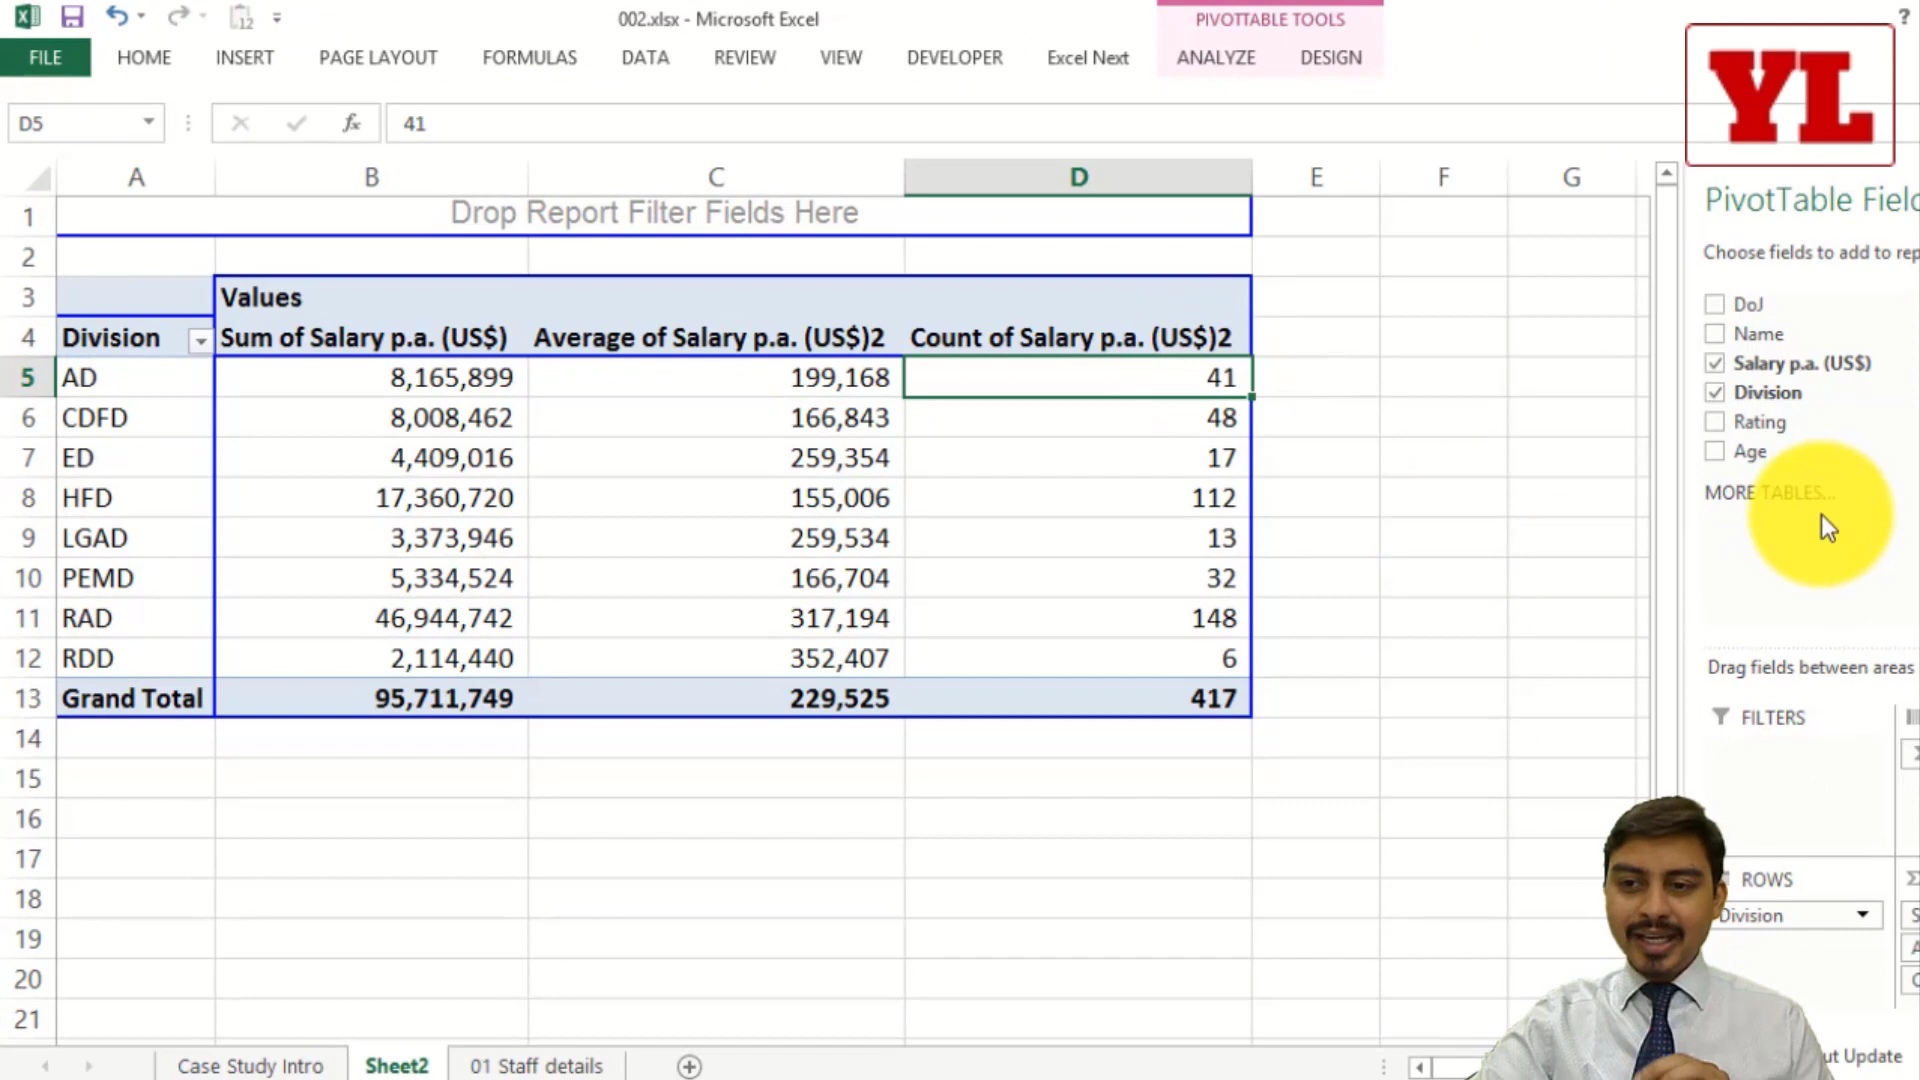 12
002.xlsx - Microsoft Excel
PIVOTTABLE TOOLS
?
FILE HOME INSERT PAGE LAYOUT FORMULAS DATA REVIEW VIEW DEVELOPER Excel Next ANALYZE DESIGN
YL
D5 fx 41
A B C D E F G
1 Drop Report Filter Fields Here
2
3 Values
4 Division Sum of Salary p.a. (US$) Average of Salary p.a. (US$)2 Count of Salary p.a. (US$)2
5 AD 8,165,899 199,168 41
6 CDFD 8,008,462 166,843 48
7 ED 4,409,016 259,354 17
8 HFD 17,360,720 155,006 112
9 LGAD 3,373,946 259,534 13
10 PEMD 5,334,524 166,704 32
11 RAD 46,944,742 317,194 148
12 RDD 2,114,440 352,407 6
13 Grand Total 95,711,749 229,525 417
14
15
16
17
18
19
20
21
PivotTable Field
Choose fields to add to rep
DoJ
Name
Salary p.a. (US$)
Division
Rating
Age
MORE TABLES...
Drag fields between areas
FILTERS
ROWS Σ
Division S
A
C
ut Update
Case Study Intro Sheet2 01 Staff details